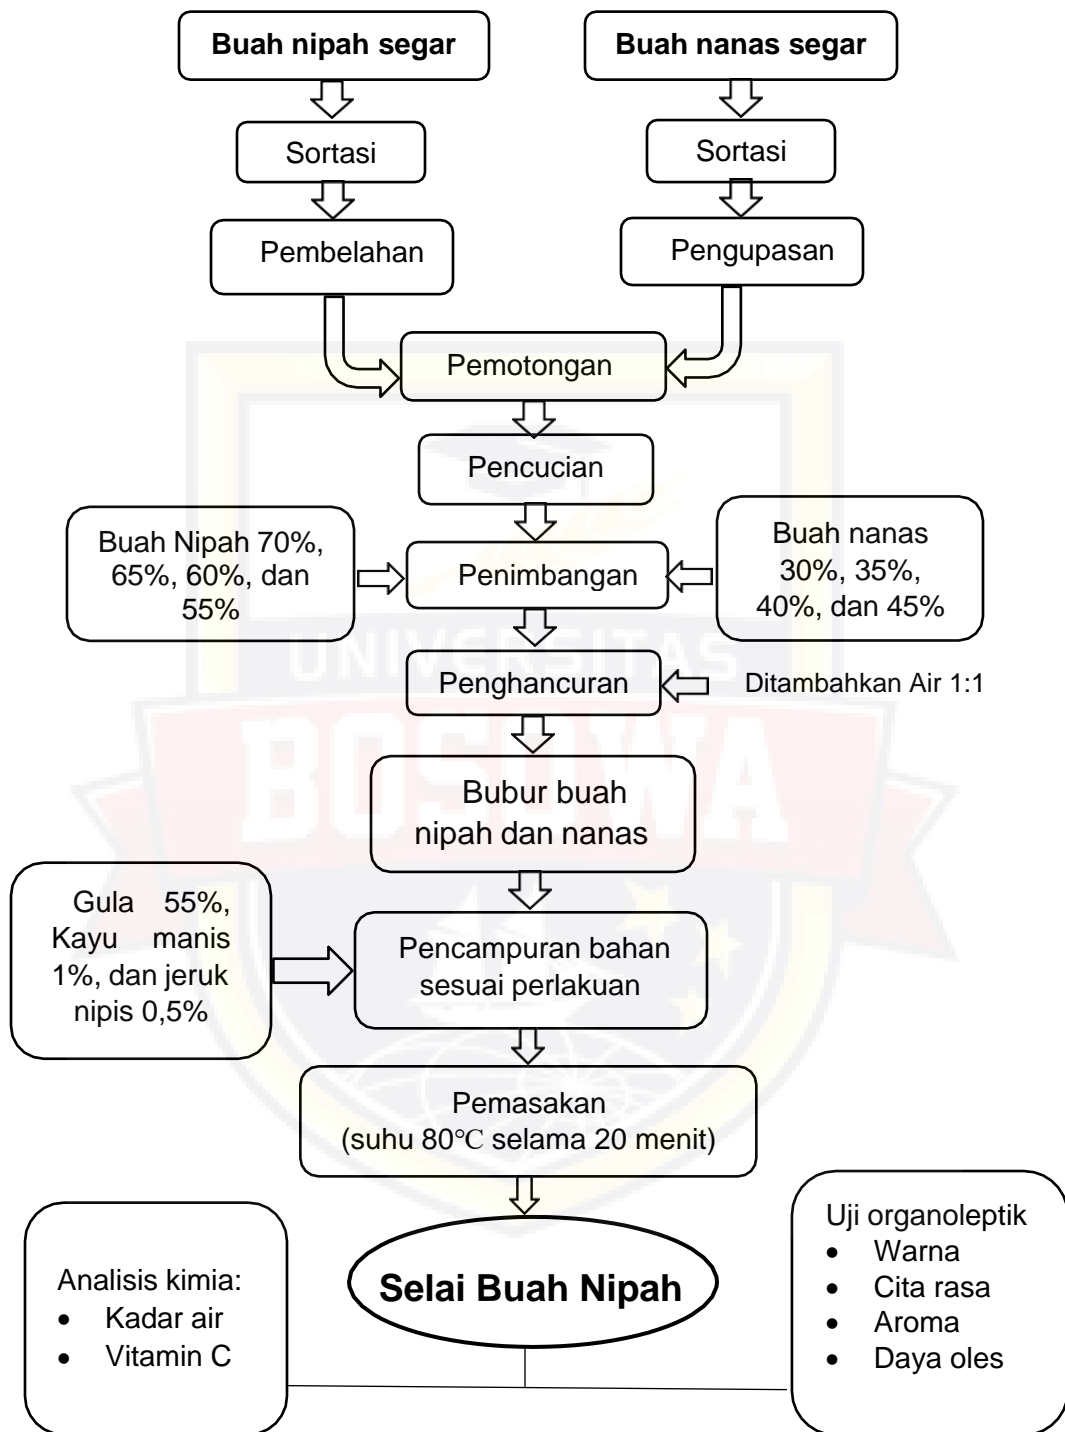 Buah nipah segar
Buah nanas segar
Sortasi
Sortasi
Pembelahan
Pengupasan
Pemotongan
Pencucian
Buah Nipah 70%,
65%, 60%, dan
55%
Penimbangan
Buah nanas
30%, 35%,
40%, dan 45%
UNIVERSITAS
Penghancuran
Ditambahkan Air 1:1
BOSOWA
Bubur buah
nipah dan nanas
Gula 55%,
Kayu manis
1%, dan jeruk
nipis 0,5%
Pencampuran bahan
sesuai perlakuan
Pemasakan
(suhu 80℃ selama 20 menit)
Selai Buah Nipah
Analisis kimia:
• Kadar air
• Vitamin C
Uji organoleptik
• Warna
• Cita rasa
• Aroma
• Daya oles